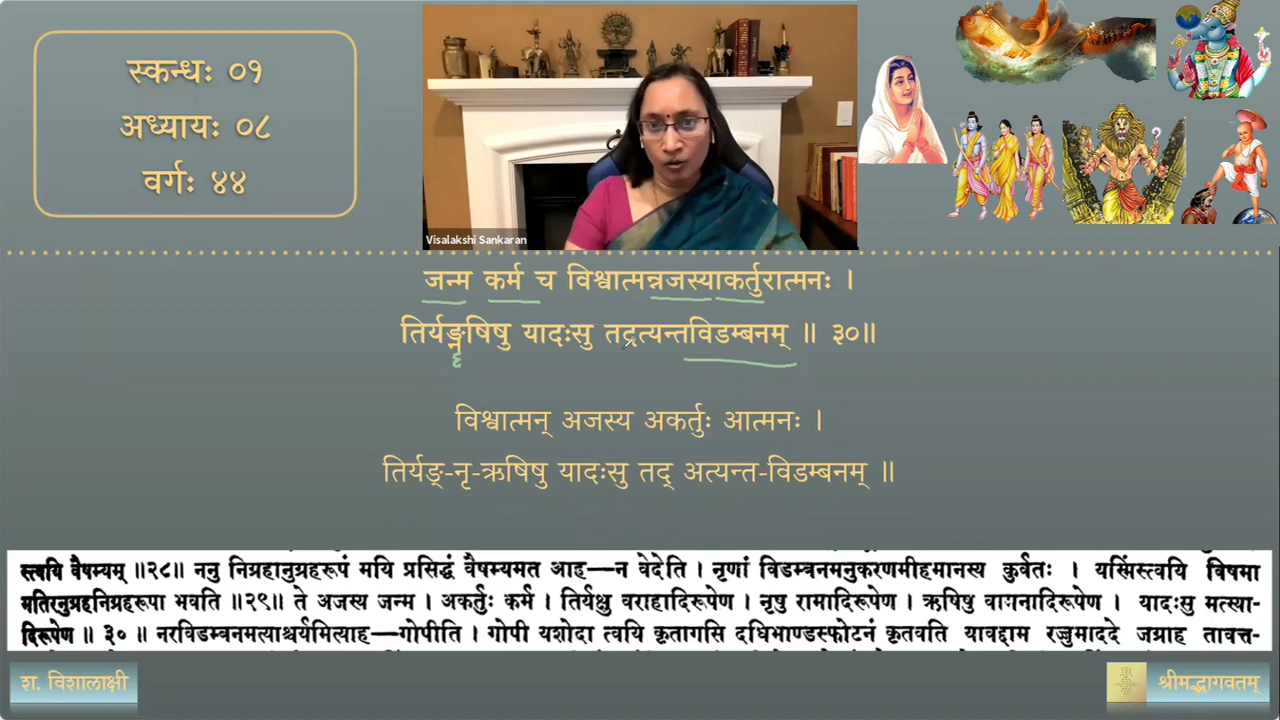 स्कन्धः ०१
अध्यायः ०८
वर्गः ४४
Visalakshi Sankaran
जन्म कर्म च विश्वात्मन्नजस्याकर्तुरात्मनः ।
तिर्यङ्नृषिषु यादःसु तदत्यन्तविडम्बनम् ॥ ३०॥
नृ
विश्वात्मन् अजस्य अकर्तुः आत्मनः ।
तिर्यङ्-नृ-ऋषिषु यादःसु तद् अत्यन्त-विडम्बनम् ॥
स्त्वयि वैषम्यम् ॥२८॥ ननु निग्रहानुग्रहरूपं मयि प्रसिद्धं वैषम्यमत आह—न वेदेति । नृणां विडम्बनमनुकरणमीहमानस्य कुर्वतः । यस्मिंस्त्वयि विषमा
मतिरनुग्रहनिग्रहरूपा भवति ॥२९॥ ते अजस्य जन्म । अकर्तुः कर्म । तिर्यक्षु वराहादिरूपेण । नृषु रामादिरूपेण । ऋषिषु वामनादिरूपेण । यादःसु मत्स्या-
दिरूपेण ॥ ३० ॥ नरविडम्बनमत्याश्चर्यमित्याह—गोपीति । गोपी यशोदा त्वयि कृतागसि दधिभाण्डस्फोटनं कृतवति यावद्दाम रज्जुमाददे जग्राह तावत्त-
श. विशालाक्षी
श्रीमद्भागवतम्